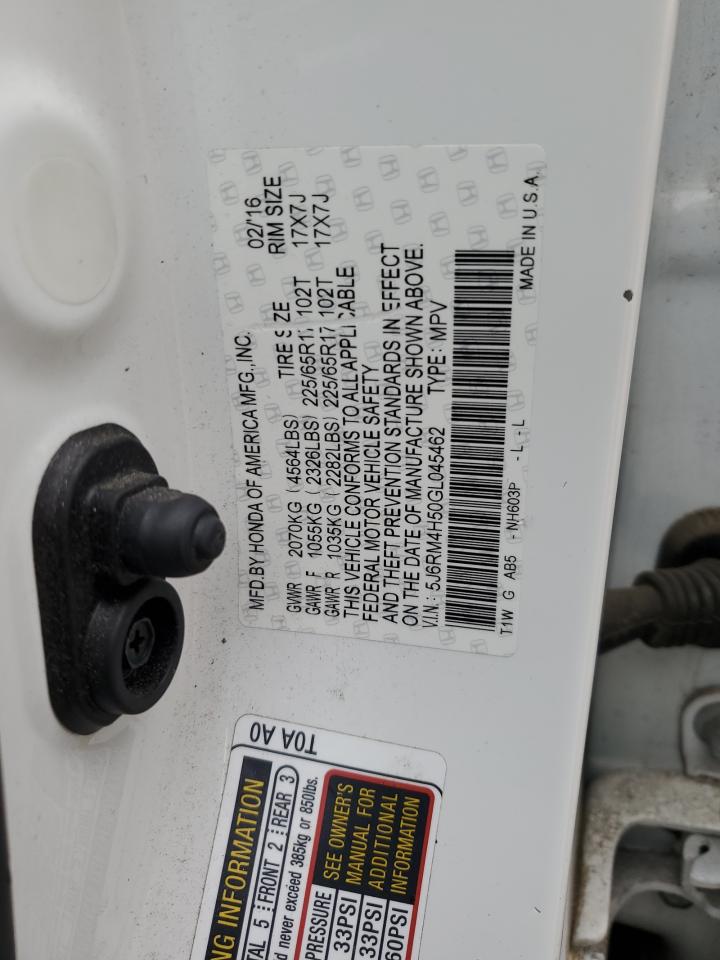 MFD.BY HONDA OF AMERICA MFG.,INC. 02/'16
GVWR 2070KG (4564LBS) TIRE SIZE RIM SIZE
GAWR F 1055KG (2326LBS) 225/65R17 102T 17X7J
GAWR R 1035KG (2282LBS) 225/65R17 102T 17X7J
THIS VEHICLE CONFORMS TO ALL APPLICABLE
FEDERAL MOTOR VEHICLE SAFETY
AND THEFT PREVENTION STANDARDS IN EFFECT
ON THE DATE OF MANUFACTURE SHOWN ABOVE.
V.I.N.: 5J6RM4H50GL045462 TYPE: MPV
T1W G AB5 - NH603P - L - L MADE IN U.S.A.
T0A A0
NG INFORMATION
TAL 5 FRONT 2 REAR 3
d never exceed 385kg or 850lbs.
PRESSURE SEE OWNER'S
33PSI MANUAL FOR
33PSI ADDITIONAL
60PSI INFORMATION